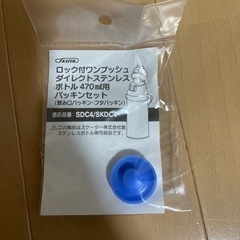 SKATER
ロック付ワンプッシュ
ダイレクトステンレス
ボトル 470㎖用
パッキンセット
(飲み口パッキン・フタパッキン)
適応品番:SDC4/SKDC4
⚠この商品はスケーター株式会社製
ステンレスボトル専用部品です。